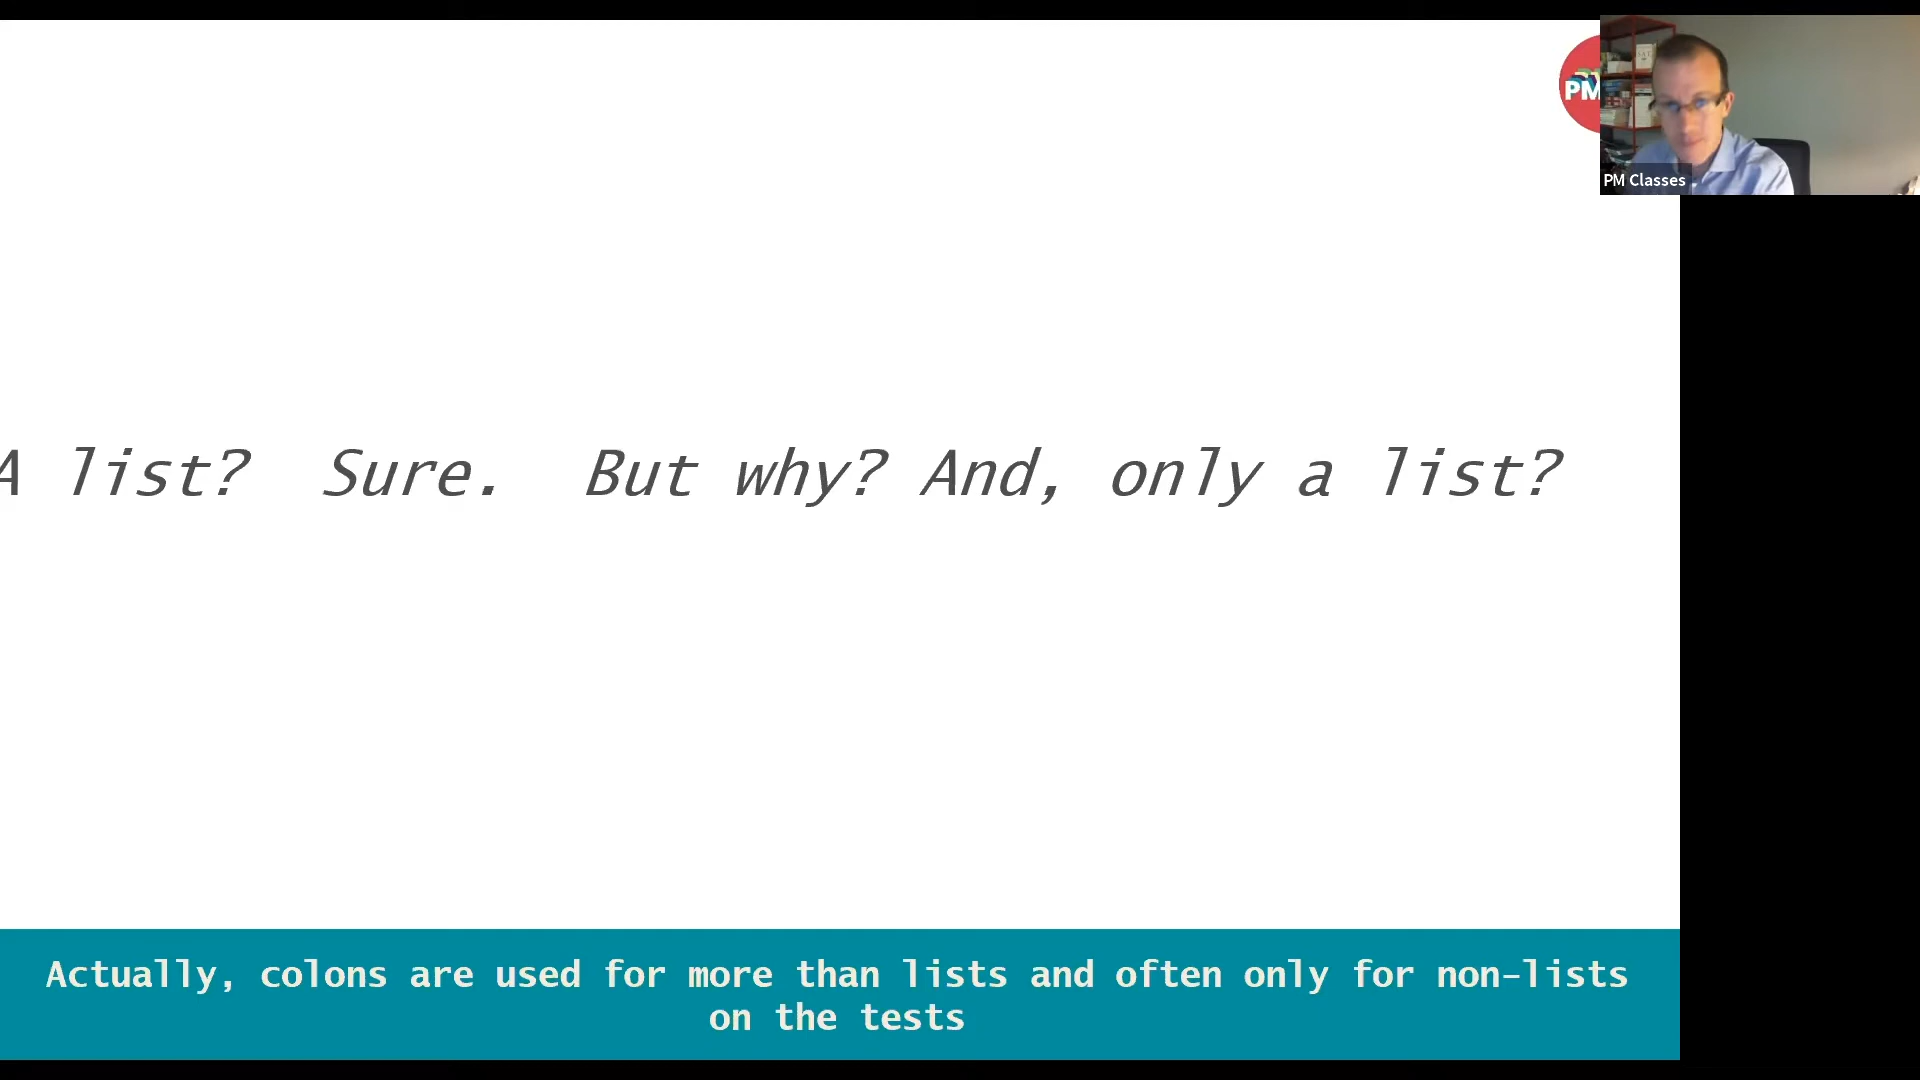 PM
PM Classes
A list?  Sure.  But why? And, only a list?
Actually, colons are used for more than lists and often only for non-lists
on the tests